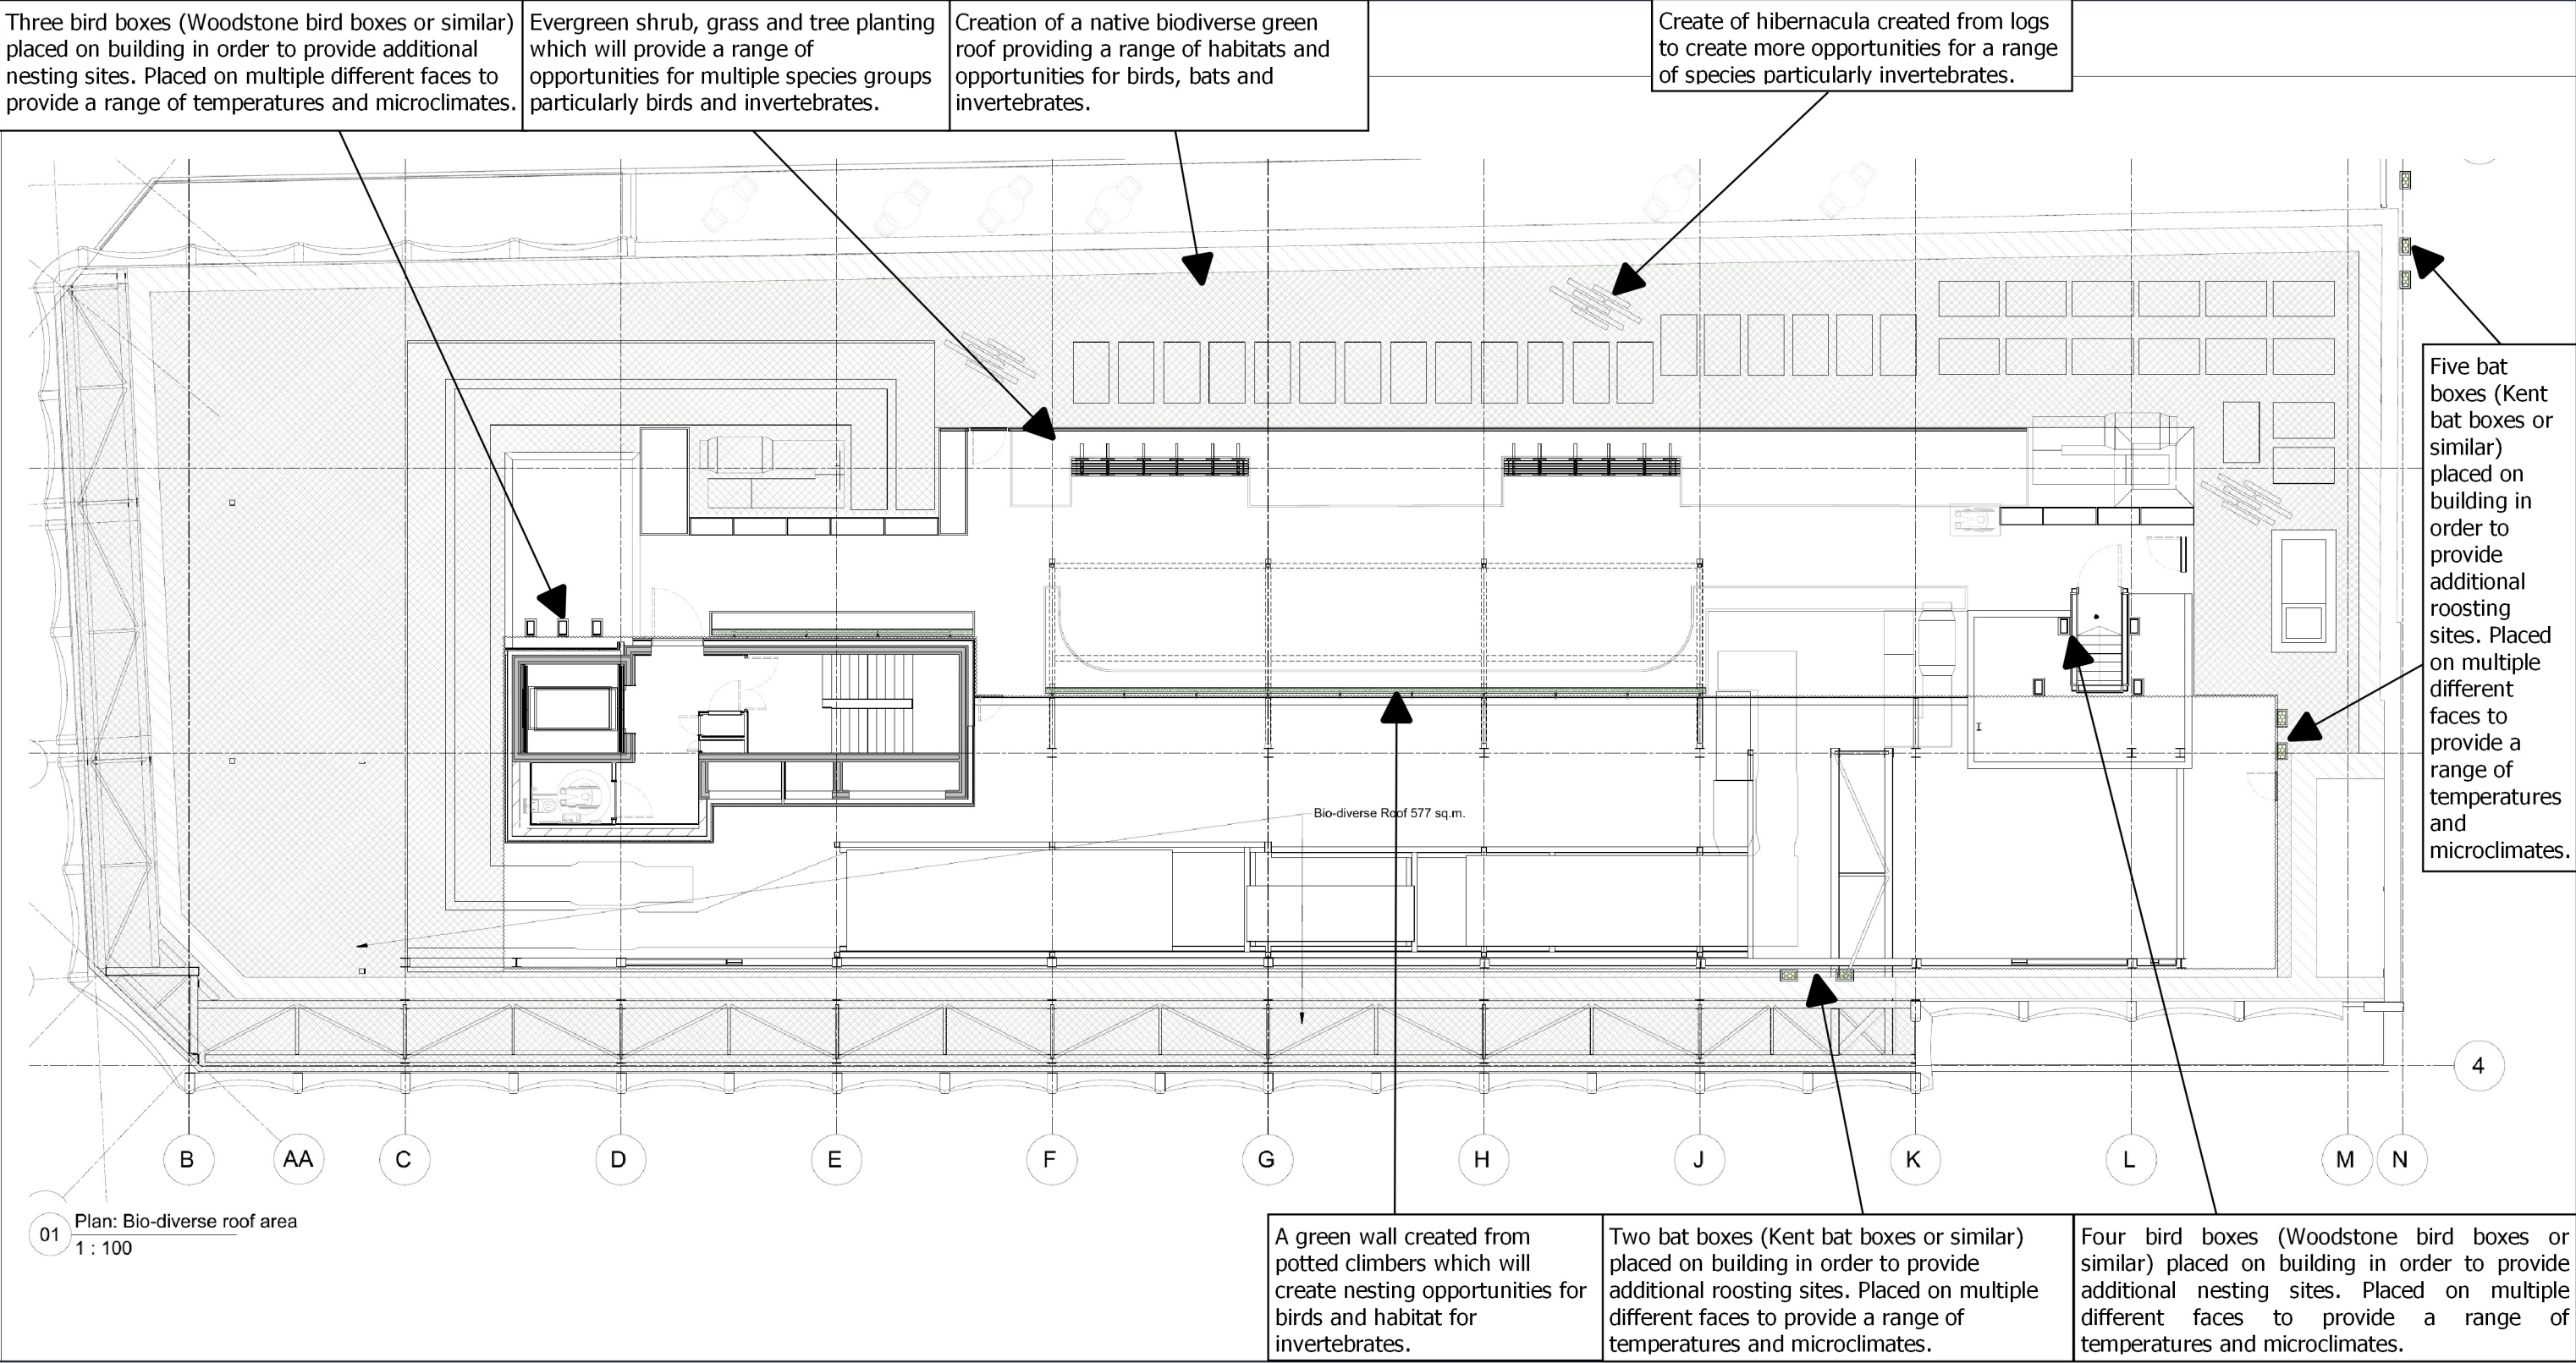 Three bird boxes (Woodstone bird boxes or similar)
placed on building in order to provide additional
nesting sites. Placed on multiple different faces to
provide a range of temperatures and microclimates.
Evergreen shrub, grass and tree planting
which will provide a range of
opportunities for multiple species groups
particularly birds and invertebrates.
Creation of a native biodiverse green
roof providing a range of habitats and
opportunities for birds, bats and
invertebrates.
Create of hibernacula created from logs
to create more opportunities for a range
of species particularly invertebrates.
Five bat
boxes (Kent
bat boxes or
similar)
placed on
building in
order to
provide
additional
roosting
sites. Placed
on multiple
different
faces to
provide a
range of
temperatures
and
microclimates.
Bio-diverse Roof 577 sq.m.
4
B
AA
C
D
E
F
G
H
J
K
L
M
N
01
Plan: Bio-diverse roof area
1 : 100
A green wall created from
potted climbers which will
create nesting opportunities for
birds and habitat for
invertebrates.
Two bat boxes (Kent bat boxes or similar)
placed on building in order to provide
additional roosting sites. Placed on multiple
different faces to provide a range of
temperatures and microclimates.
Four bird boxes (Woodstone bird boxes or
similar) placed on building in order to provide
additional nesting sites. Placed on multiple
different faces to provide a range of
temperatures and microclimates.